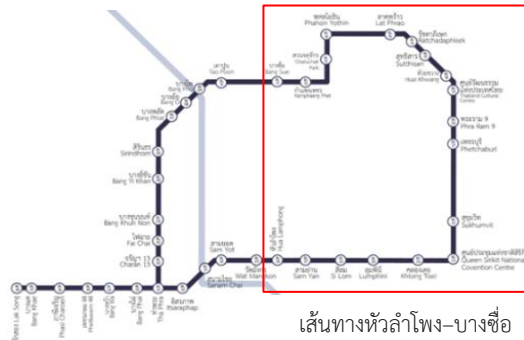 พหลโยธิน
Phahon Yothin
ลาดพร้าว
Lat Phrao
รัชดาภิเษก
Ratchadaphisek
สวนจตุจักร
Chatuchak
Park
สุทธิสาร
Sutthisan
เตาปูน
Tao Poon
บางซื่อ
Bang Sue
ห้วยขวาง
Huai Khwang
กำแพงเพชร
Kamphaeng Phet
ศูนย์วัฒนธรรม
แห่งประเทศไทย
Thailand Cultural
Centre
บางโพ
Bang Pho
บางอ้อ
Bang O
บางพลัด
Bang Phlat
พระราม 9
Phra Ram 9
สิรินธร
Sirindhorn
เพชรบุรี
Phetchaburi
บางยี่ขัน
Bang Yi Khan
บางขุนนนท์
Bang Khun Non
สุขุมวิท
Sukhumvit
ไฟฉาย
Fai Chai
สามยอด
Sam Yot
หัวลำโพง
Hua Lamphong
จรัญฯ 13
Charan 13
ศูนย์ประชุมแห่งชาติสิริกิติ์
Queen Sirikit National
Covention Centre
สนามไชย
Sanam Chai
วัดมังกร
Wat Mangkon
สามย่าน
Sam Yan
สีลม
Si Lom
ลุมพินี
Lumphini
คลองเตย
Khlong Toei
หลักสอง Lak Song
บางแค
Bang Khae
ภาษีเจริญ
Phasi Charoen
เพชรเกษม 48
Phetkasem 48
บางหว้า
Bang Wa
บางไผ่
Bang Phai
ท่าพระ
Tha Phra
อิสรภาพ
Itsaraphap
เส้นทางหัวลำโพง–บางซื่อ